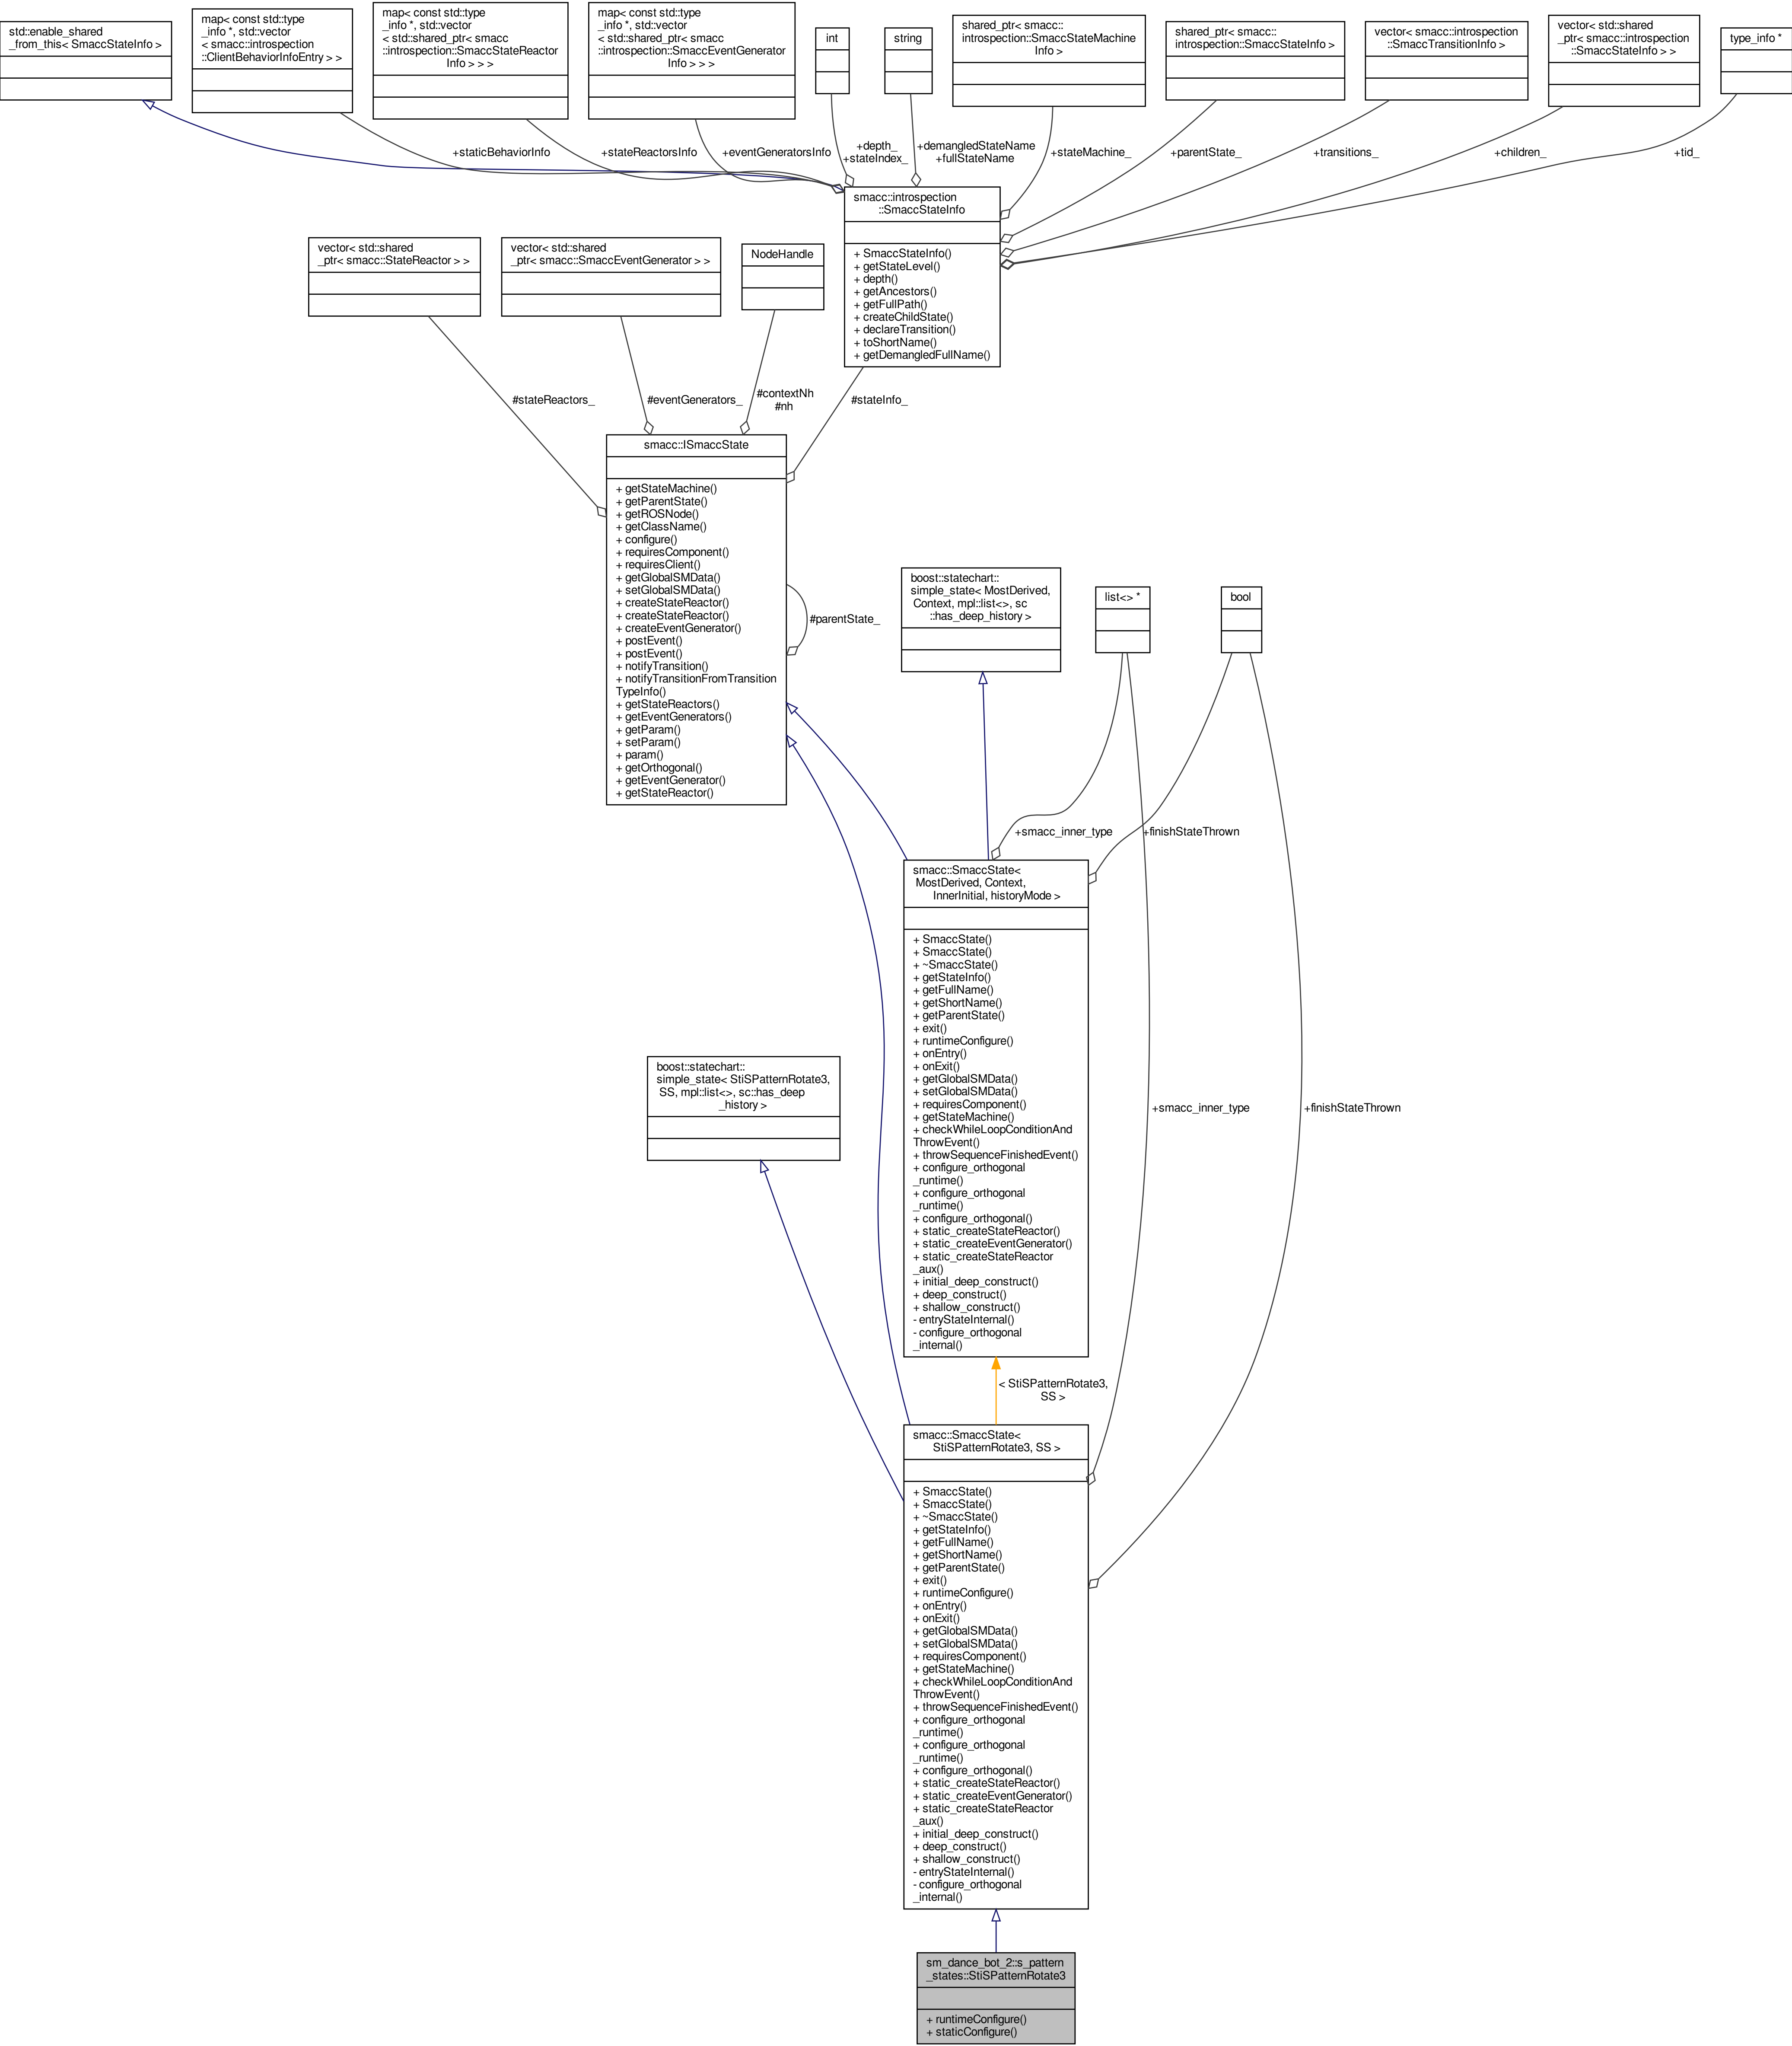 std::enable_shared
_from_this< SmaccStateInfo >
map< const std::type
_info *, std::vector
< smacc::introspection
::ClientBehaviorInfoEntry > >
map< const std::type
_info *, std::vector
< std::shared_ptr< smacc
::introspection::SmaccStateReactor
Info > > >
map< const std::type
_info *, std::vector
< std::shared_ptr< smacc
::introspection::SmaccEventGenerator
Info > > >
int
string
shared_ptr< smacc::
introspection::SmaccStateMachine
Info >
shared_ptr< smacc::
introspection::SmaccStateInfo >
vector< smacc::introspection
::SmaccTransitionInfo >
vector< std::shared
_ptr< smacc::introspection
::SmaccStateInfo > >
type_info *
+staticBehaviorInfo
+stateReactorsInfo
+eventGeneratorsInfo
+depth_
+stateIndex_
+demangledStateName
+fullStateName
+stateMachine_
+parentState_
+transitions_
+children_
+tid_
smacc::introspection
::SmaccStateInfo
+ SmaccStateInfo()
+ getStateLevel()
+ depth()
+ getAncestors()
+ getFullPath()
+ createChildState()
+ declareTransition()
+ toShortName()
+ getDemangledFullName()
vector< std::shared
_ptr< smacc::StateReactor > >
vector< std::shared
_ptr< smacc::SmaccEventGenerator > >
NodeHandle
#stateReactors_
#eventGenerators_
#contextNh
#nh
#stateInfo_
smacc::ISmaccState
+ getStateMachine()
+ getParentState()
+ getROSNode()
+ getClassName()
+ configure()
+ requiresComponent()
+ requiresClient()
+ getGlobalSMData()
+ setGlobalSMData()
+ createStateReactor()
+ createStateReactor()
+ createEventGenerator()
+ postEvent()
+ postEvent()
+ notifyTransition()
+ notifyTransitionFromTransition
TypeInfo()
+ getStateReactors()
+ getEventGenerators()
+ getParam()
+ setParam()
+ param()
+ getOrthogonal()
+ getEventGenerator()
+ getStateReactor()
#parentState_
boost::statechart::
simple_state< MostDerived,
Context, mpl::list<>, sc
::has_deep_history >
list<> *
bool
+smacc_inner_type
+finishStateThrown
smacc::SmaccState<
MostDerived, Context,
InnerInitial, historyMode >
+ SmaccState()
+ SmaccState()
+ ~SmaccState()
+ getStateInfo()
+ getFullName()
+ getShortName()
+ getParentState()
+ exit()
+ runtimeConfigure()
+ onEntry()
+ onExit()
+ getGlobalSMData()
+ setGlobalSMData()
+ requiresComponent()
+ getStateMachine()
+ checkWhileLoopConditionAnd
ThrowEvent()
+ throwSequenceFinishedEvent()
+ configure_orthogonal
_runtime()
+ configure_orthogonal
_runtime()
+ configure_orthogonal()
+ static_createStateReactor()
+ static_createEventGenerator()
+ static_createStateReactor
_aux()
+ initial_deep_construct()
+ deep_construct()
+ shallow_construct()
- entryStateInternal()
- configure_orthogonal
_internal()
boost::statechart::
simple_state< StiSPatternRotate3,
SS, mpl::list<>, sc::has_deep
_history >
+smacc_inner_type
+finishStateThrown
< StiSPatternRotate3,
SS >
smacc::SmaccState<
StiSPatternRotate3, SS >
+ SmaccState()
+ SmaccState()
+ ~SmaccState()
+ getStateInfo()
+ getFullName()
+ getShortName()
+ getParentState()
+ exit()
+ runtimeConfigure()
+ onEntry()
+ onExit()
+ getGlobalSMData()
+ setGlobalSMData()
+ requiresComponent()
+ getStateMachine()
+ checkWhileLoopConditionAnd
ThrowEvent()
+ throwSequenceFinishedEvent()
+ configure_orthogonal
_runtime()
+ configure_orthogonal
_runtime()
+ configure_orthogonal()
+ static_createStateReactor()
+ static_createEventGenerator()
+ static_createStateReactor
_aux()
+ initial_deep_construct()
+ deep_construct()
+ shallow_construct()
- entryStateInternal()
- configure_orthogonal
_internal()
sm_dance_bot_2::s_pattern
_states::StiSPatternRotate3
+ runtimeConfigure()
+ staticConfigure()